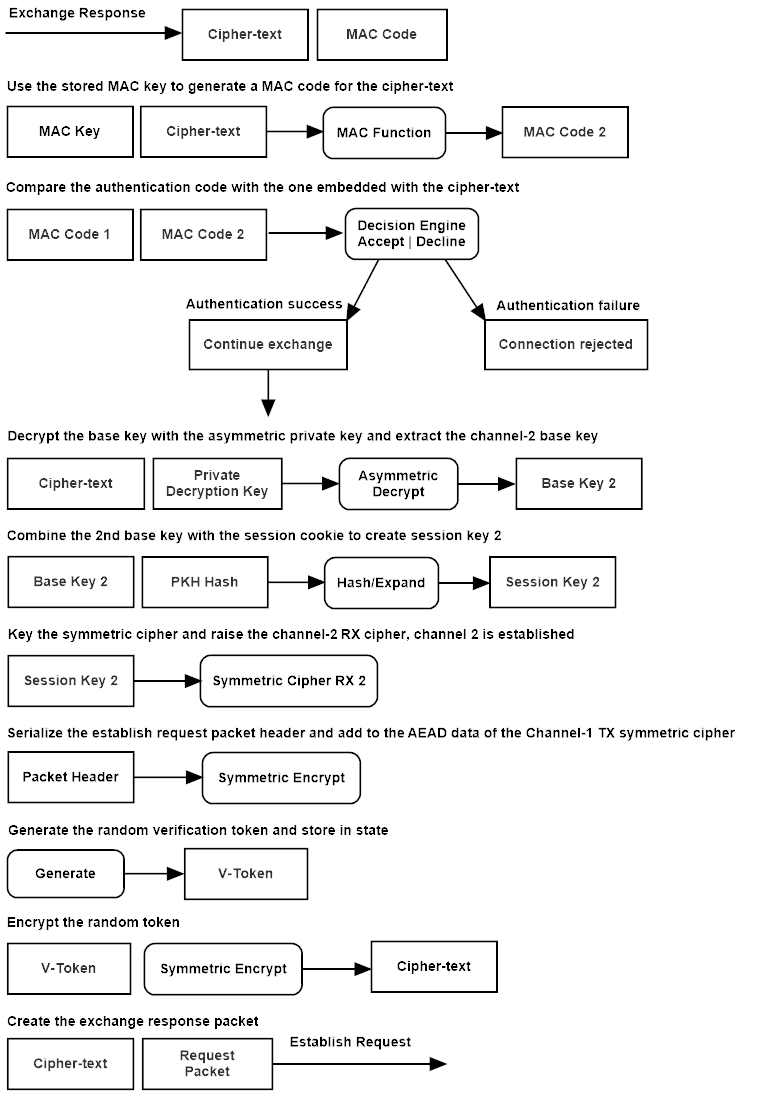 Exchange Response
Cipher-text
MAC Code
Use the stored MAC key to generate a MAC code for the cipher-text
MAC Key
Cipher-text
MAC Function
MAC Code 2
Compare the authentication code with the one embedded with the cipher-text
MAC Code 1
MAC Code 2
Decision Engine
Accept | Decline
Authentication success
Authentication failure
Continue exchange
Connection rejected
Decrypt the base key with the asymmetric private key and extract the channel-2 base key
Cipher-text
Private
Decryption Key
Asymmetric
Decrypt
Base Key 2
Combine the 2nd base key with the session cookie to create session key 2
Base Key 2
PKH Hash
Hash/Expand
Session Key 2
Key the symmetric cipher and raise the channel-2 RX cipher, channel 2 is established
Session Key 2
Symmetric Cipher RX 2
Serialize the establish request packet header and add to the AEAD data of the Channel-1 TX symmetric cipher
Packet Header
Symmetric Encrypt
Generate the random verification token and store in state
Generate
V-Token
Encrypt the random token
V-Token
Symmetric Encrypt
Cipher-text
Create the exchange response packet
Cipher-text
Request
Packet
Establish Request